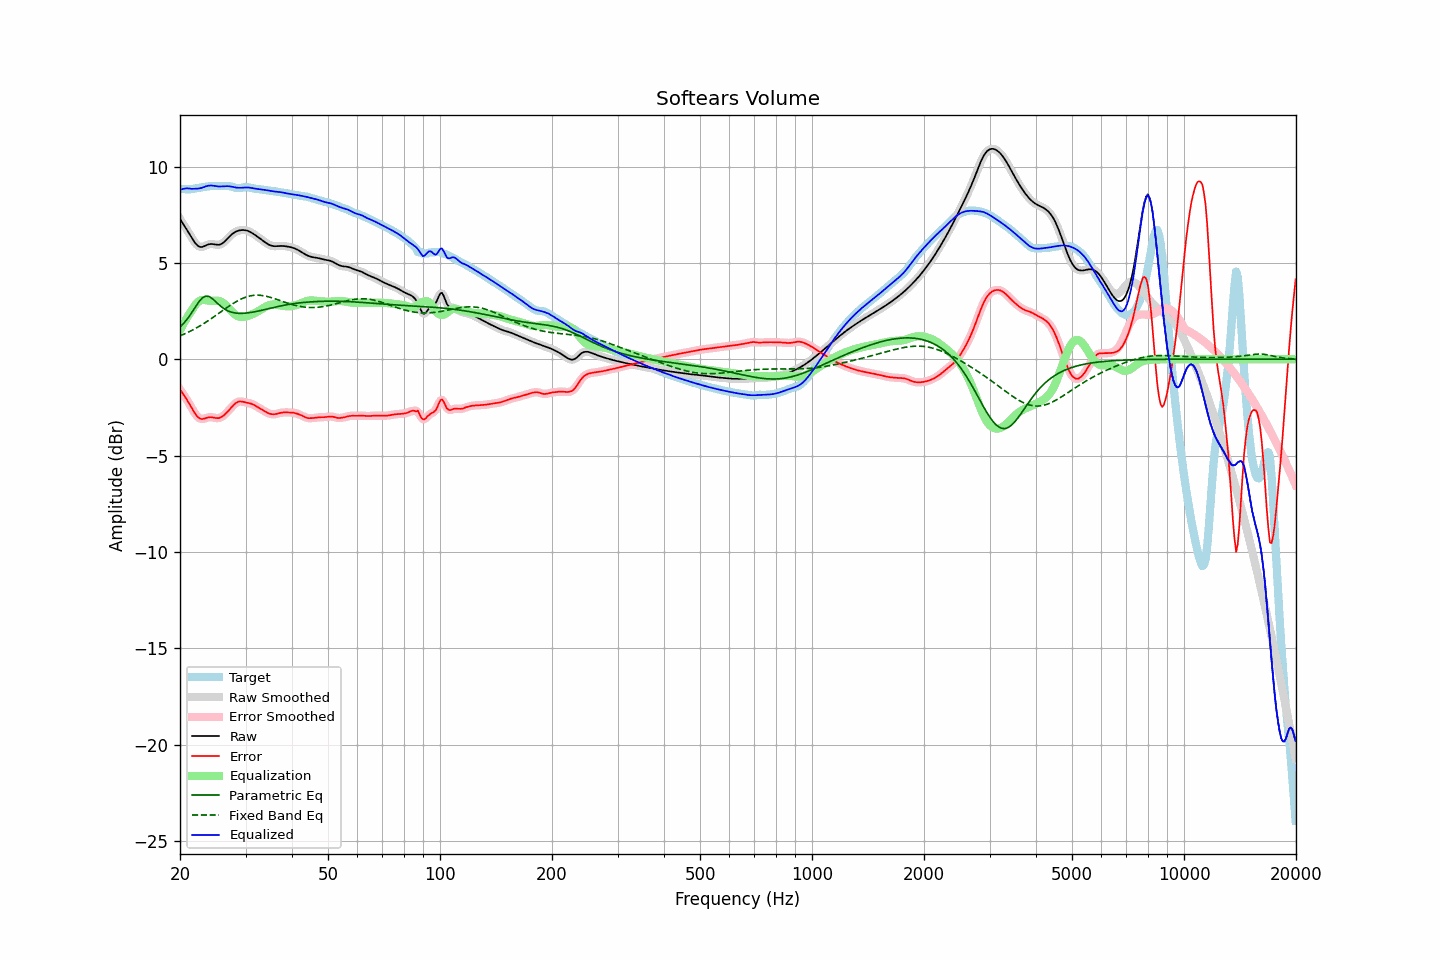 Softears Volume
Amplitude (dBr)
10
5
0
−5
−10
−15
−20
−25
Target
Raw Smoothed
Error Smoothed
Raw
Error
Equalization
Parametric Eq
Fixed Band Eq
Equalized
20 50 100 200 500 1000 2000 5000 10000 20000
Frequency (Hz)